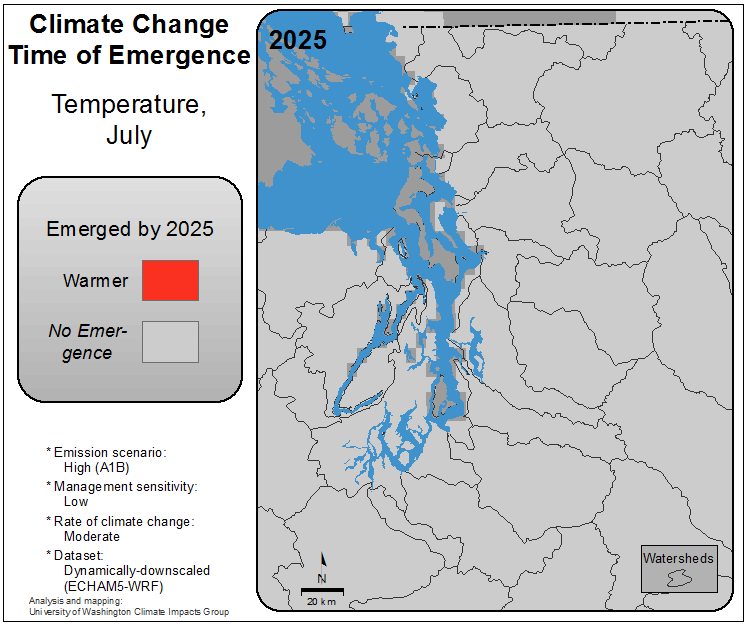 Climate Change
Time of Emergence
Temperature,
July
Emerged by 2025
Warmer
No Emer-
gence
* Emission scenario:
High (A1B)
* Management sensitivity:
Low
* Rate of climate change:
Moderate
* Dataset:
Dynamically-downscaled
(ECHAM5-WRF)
Analysis and mapping:
University of Washington Climate Impacts Group
2025
N
20 km
Watersheds